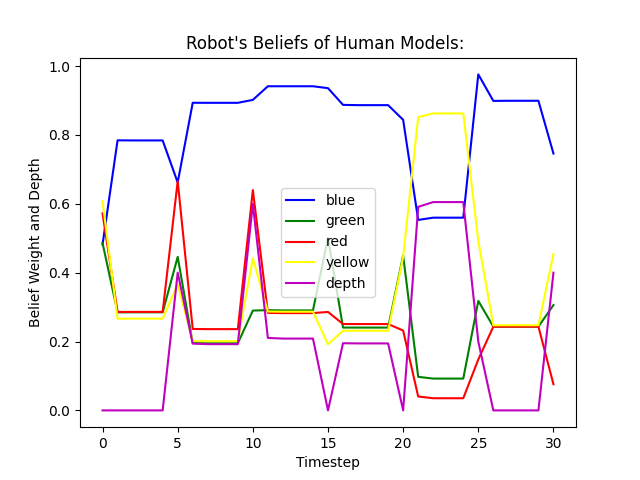 Robot's Beliefs of Human Models:
Belief Weight and Depth
1.0
0.8
0.6
0.4
0.2
0.0
blue
green
red
yellow
depth
0 5 10 15 20 25 30
Timestep